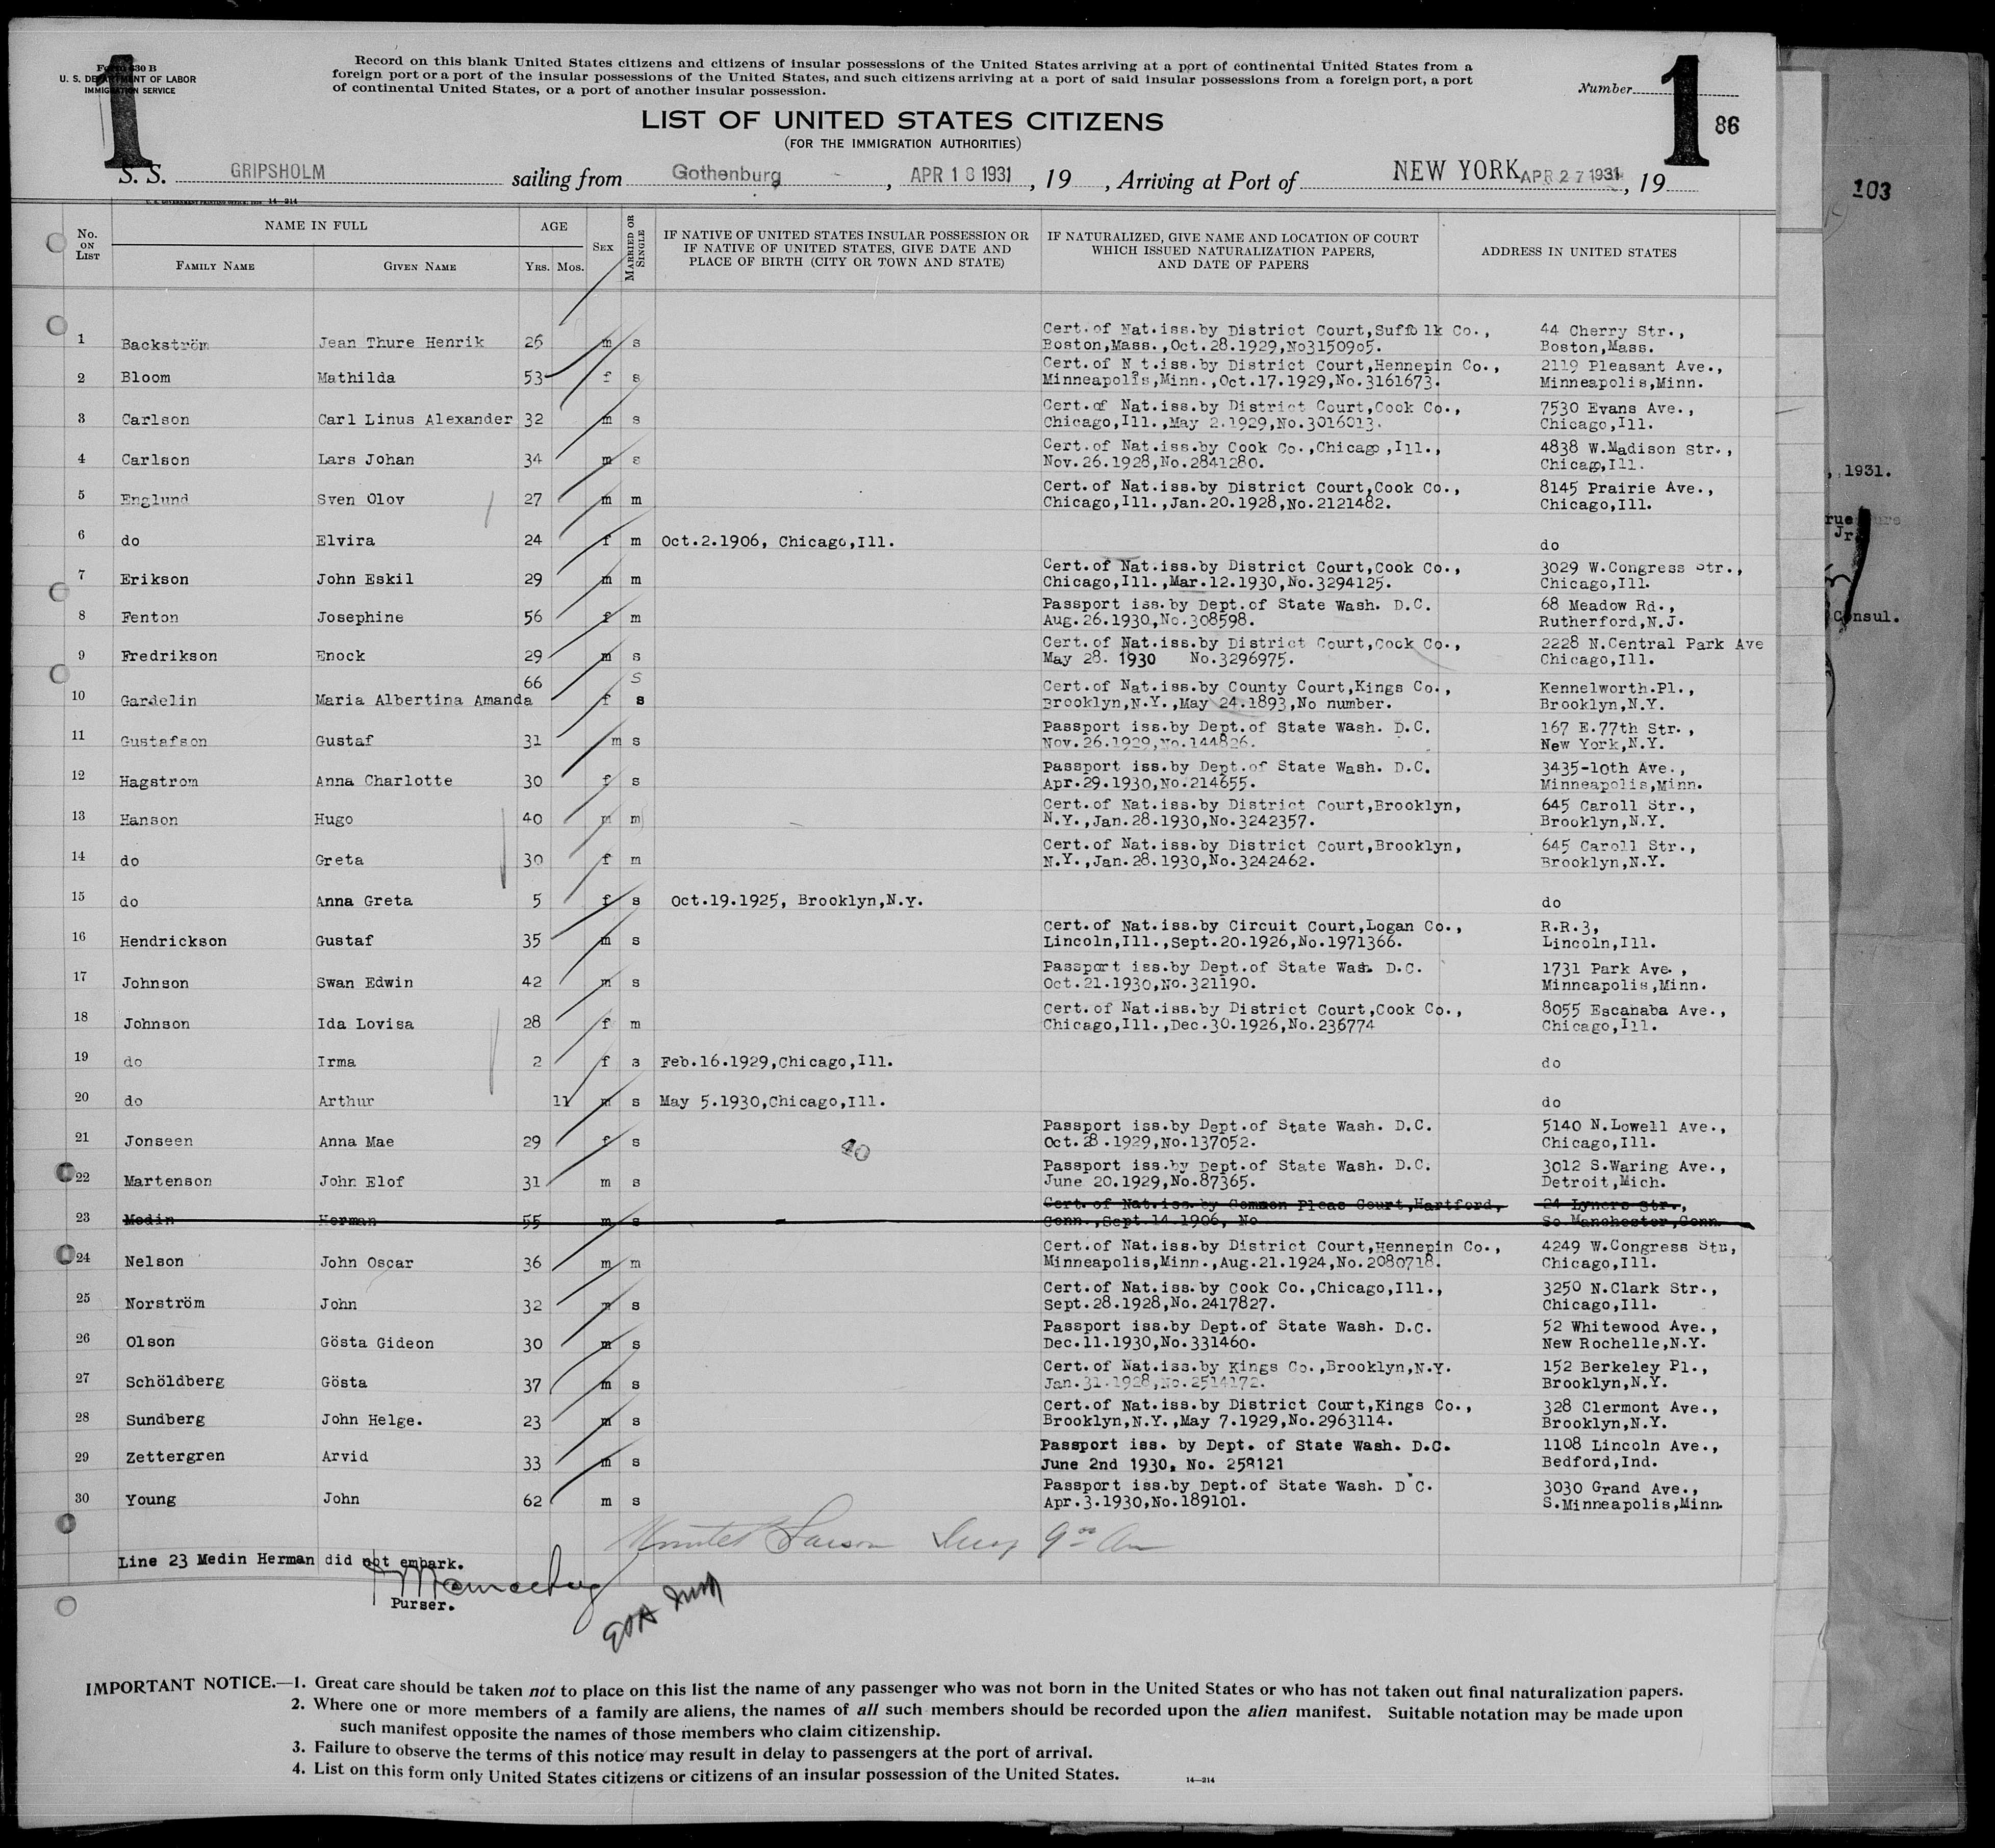 1
Form 630 B
U. S. DEPARTMENT OF LABOR
IMMIGRATION SERVICE
Record on this blank United States citizens and citizens of insular possessions of the United States arriving at a port of continental United States from a
foreign port or a port of the insular possessions of the United States, and such citizens arriving at a port of said insular possessions from a foreign port, a port
of continental United States, or a port of another insular possession.
Number
1
86
LIST OF UNITED STATES CITIZENS
(FOR THE IMMIGRATION AUTHORITIES)
S. S. GRIPSHOLM sailing from Gothenburg, APR 18 1931, 19 , Arriving at Port of NEW YORK APR 27 1931, 19
103
No. ON LIST
NAME IN FULL
FAMILY NAME GIVEN NAME
AGE
YRS. MOS.
SEX
MARRIED OR SINGLE
IF NATIVE OF UNITED STATES INSULAR POSSESSION OR
IF NATIVE OF UNITED STATES, GIVE DATE AND
PLACE OF BIRTH (CITY OR TOWN AND STATE)
IF NATURALIZED, GIVE NAME AND LOCATION OF COURT
WHICH ISSUED NATURALIZATION PAPERS,
AND DATE OF PAPERS
ADDRESS IN UNITED STATES
1 Backström Jean Thure Henrik 26 m s Cert.of Nat.iss.by District Court,Suffolk Co., 44 Cherry Str.,
Boston,Mass.,Oct.28.1929,No3150905. Boston,Mass.
2 Bloom Mathilda 53 f s Cert.of Nat.iss.by District Court,Hennepin Co., 2119 Pleasant Ave.,
Minneapolis,Minn.,Oct.17.1929,No.3161673. Minneapolis,Minn.
3 Carlson Carl Linus Alexander 32 m s Cert.of Nat.iss.by District Court,Cook Co., 7530 Evans Ave.,
Chicago,Ill.,May 2.1929,No.3016013. Chicago,Ill.
4 Carlson Lars Johan 34 m s Cert.of Nat.iss.by Cook Co.,Chicago,Ill., 4838 W.Madison Str.,
Nov.26.1928,No.2841280. Chicago,Ill.
5 Englund Sven Olov 27 m m Cert.of Nat.iss.by District Court,Cook Co., 8145 Prairie Ave.,
Chicago,Ill.,Jan.20.1928,No.2121482. Chicago,Ill.
6 do Elvira 24 f m Oct.2.1906, Chicago,Ill. do
7 Erikson John Eskil 29 m m Cert.of Nat.iss.by District Court,Cook Co., 3029 W.Congress Str.,
Chicago,Ill.,Mar.12.1930,No.3294125. Chicago,Ill.
8 Fenton Josephine 56 f m Passport iss.by Dept.of State Wash. D.C. 68 Meadow Rd.,
Aug.26.1930,No.308598. Rutherford,N.J.
9 Fredrikson Enock 29 m s Cert.of Nat.iss.by District Court,Cook Co., 2228 N.Central Park Ave
May 28. 1930 No.3296975. Chicago,Ill.
10 Gardelin Maria Albertina Amanda 66 f s s Cert.of Nat.iss.by County Court,Kings Co., Kennelworth.Pl.,
Brooklyn,N.Y.,May 24.1893,No number. Brooklyn,N.Y.
11 Gustafson Gustaf 31 m s Passport iss.by Dept.of State Wash. D.C. 167 E.77th Str.,
Nov.26.1929,No.144826. New York,N.Y.
12 Hagstrom Anna Charlotte 30 f s Passport iss.by Dept.of State Wash. D.C. 3435-10th Ave.,
Apr.29.1930,No.214655. Minneapolis,Minn.
13 Hanson Hugo 40 m m Cert.of Nat.iss.by District Court,Brooklyn, 645 Caroll Str.,
N.Y.,Jan.28.1930,No.3242357. Brooklyn,N.Y.
14 do Greta 30 f m Cert.of Nat.iss.by District Court,Brooklyn, 645 Caroll Str.,
N.Y.,Jan.28.1930,No.3242462. Brooklyn,N.Y.
15 do Anna Greta 5 f s Oct.19.1925, Brooklyn,N.Y. do
16 Hendrickson Gustaf 35 m s Cert.of Nat.iss.by Circuit Court,Logan Co., R.R.3,
Lincoln,Ill.,Sept.20.1926,No.1971366. Lincoln,Ill.
17 Johnson Swan Edwin 42 m s Passport iss.by Dept.of State Wash. D.C. 1731 Park Ave.,
Oct.21.1930,No.321190. Minneapolis,Minn.
18 Johnson Ida Lovisa 28 f m Cert.of Nat.iss.by District Court,Cook Co., 8055 Escanaba Ave.,
Chicago,Ill.,Dec.30.1926,No.236774 Chicago,Ill.
19 do Irma 2 f s Feb.16.1929,Chicago,Ill. do
20 do Arthur 11 m s May 5.1930,Chicago,Ill. do
21 Jonseen Anna Mae 29 f s Passport iss.by Dept.of State Wash. D.C. 5140 N.Lowell Ave.,
Oct.28.1929,No.137052. Chicago,Ill.
22 Martenson John Elof 31 m s Passport iss.by Dept.of State Wash. D.C. 3012 S.Waring Ave.,
June 20.1929,No.87365. Detroit,Mich.
23 Medin Herman 55 m s Cert.of Nat.iss.by Common Pleas Court,Hartford, 24 Lyners Str.,
Conn.,Sept.14.1906, No So Manchester,Conn.
24 Nelson John Oscar 36 m m Cert.of Nat.iss.by District Court,Hennepin Co., 4249 W.Congress Str,
Minneapolis,Minn.,Aug.21.1924,No.2080718. Chicago,Ill.
25 Norström John 32 m s Cert.of Nat.iss.by Cook Co.,Chicago,Ill., 3250 N.Clark Str.,
Sept.28.1928,No.2417827. Chicago,Ill.
26 Olson Gösta Gideon 30 m s Passport iss.by Dept.of State Wash. D.C. 52 Whitewood Ave.,
Dec.11.1930,No.331460. New Rochelle,N.Y.
27 Schöldberg Gösta 37 m s Cert.of Nat.iss.by Kings Co.,Brooklyn,N.Y. 152 Berkeley Pl.,
Jan.31.1928,No.2514172. Brooklyn,N.Y.
28 Sundberg John Helge. 23 m s Cert.of Nat.iss.by District Court,Kings Co., 328 Clermont Ave.,
Brooklyn,N.Y.,May 7.1929,No.2963114. Brooklyn,N.Y.
29 Zettergren Arvid 33 m s Passport iss. by Dept. of State Wash. D.C. 1108 Lincoln Ave.,
June 2nd 1930, No. 258121 Bedford,Ind.
30 Young John 62 m s Passport iss.by Dept.of State Wash. D C. 3030 Grand Ave.,
Apr.3.1930,No.189101. S.Minneapolis,Minn.
Line 23 Medin Herman did not embark.
Purser.
IMPORTANT NOTICE.—1. Great care should be taken not to place on this list the name of any passenger who was not born in the United States or who has not taken out final naturalization papers.
2. Where one or more members of a family are aliens, the names of all such members should be recorded upon the alien manifest. Suitable notation may be made upon
such manifest opposite the names of those members who claim citizenship.
3. Failure to observe the terms of this notice may result in delay to passengers at the port of arrival.
4. List on this form only United States citizens or citizens of an insular possession of the United States.
14—214
, 1931.
Jr
Consul.